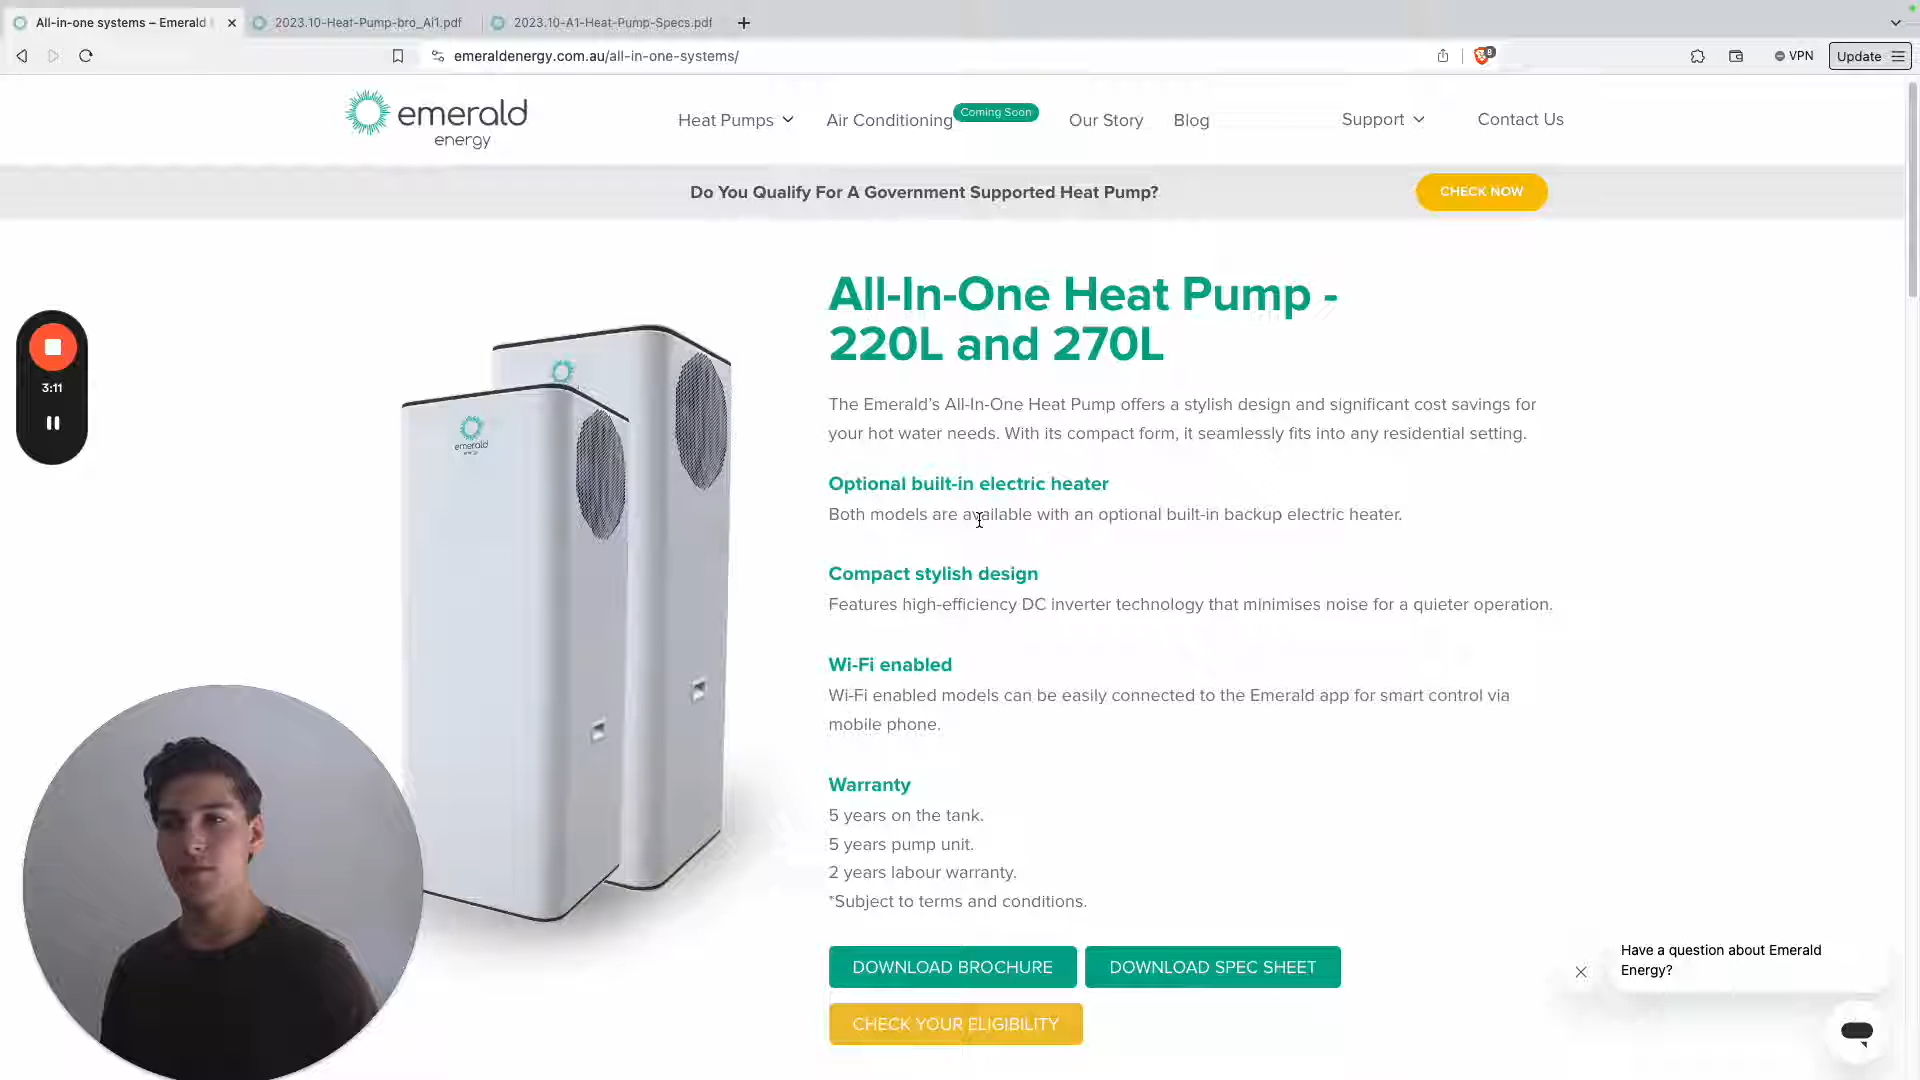 All-in-one systems – Emerald
2023.10-Heat-Pump-bro_Ai1.pdf
2023.10-A1-Heat-Pump-Specs.pdf
emeraldenergy.com.au/all-in-one-systems/
8
VPN
Update
emerald
energy
Heat Pumps
Air Conditioning
Coming Soon
Our Story
Blog
Support
Contact Us
Do You Qualify For A Government Supported Heat Pump?
CHECK NOW
All-In-One Heat Pump -
220L and 270L
The Emerald’s All-In-One Heat Pump offers a stylish design and significant cost savings for
your hot water needs. With its compact form, it seamlessly fits into any residential setting.
Optional built-in electric heater
Both models are available with an optional built-in backup electric heater.
Compact stylish design
Features high-efficiency DC inverter technology that minimises noise for a quieter operation.
Wi-Fi enabled
Wi-Fi enabled models can be easily connected to the Emerald app for smart control via
mobile phone.
Warranty
5 years on the tank.
5 years pump unit.
2 years labour warranty.
*Subject to terms and conditions.
DOWNLOAD BROCHURE
DOWNLOAD SPEC SHEET
CHECK YOUR ELIGIBILITY
3:11
emerald
energy
Have a question about Emerald
Energy?